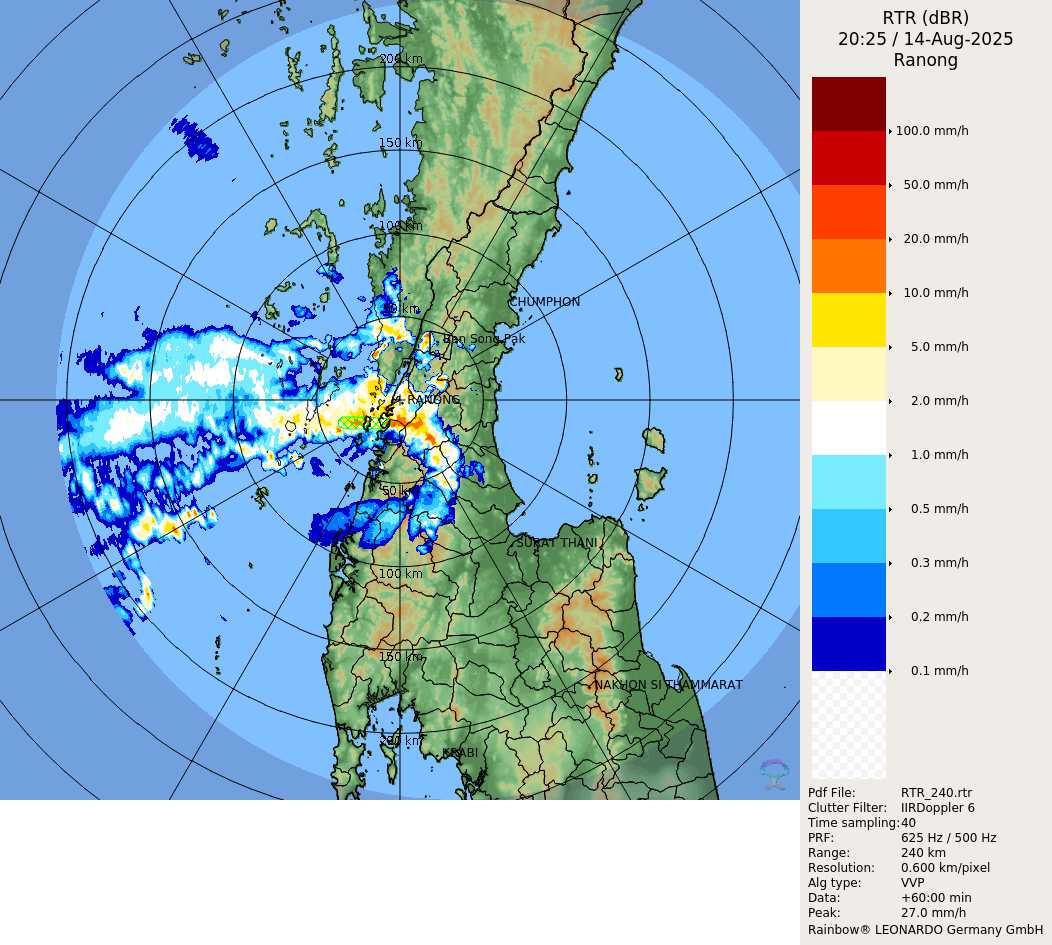 RTR (dBR)
20:25 / 14-Aug-2025
Ranong
100.0 mm/h
50.0 mm/h
20.0 mm/h
10.0 mm/h
5.0 mm/h
2.0 mm/h
1.0 mm/h
0.5 mm/h
0.3 mm/h
0.2 mm/h
0.1 mm/h
200 km
150 km
100 km
50 km
CHUMPHON
Ban Song Pak
RANONG
50 km
SURAT THANI
100 km
150 km
NAKHON SI THAMMARAT
200 km
KRABI
Pdf File: RTR_240.rtr
Clutter Filter: IIRDoppler 6
Time sampling: 40
PRF: 625 Hz / 500 Hz
Range: 240 km
Resolution: 0.600 km/pixel
Alg type: VVP
Data: +60:00 min
Peak: 27.0 mm/h
Rainbow® LEONARDO Germany GmbH